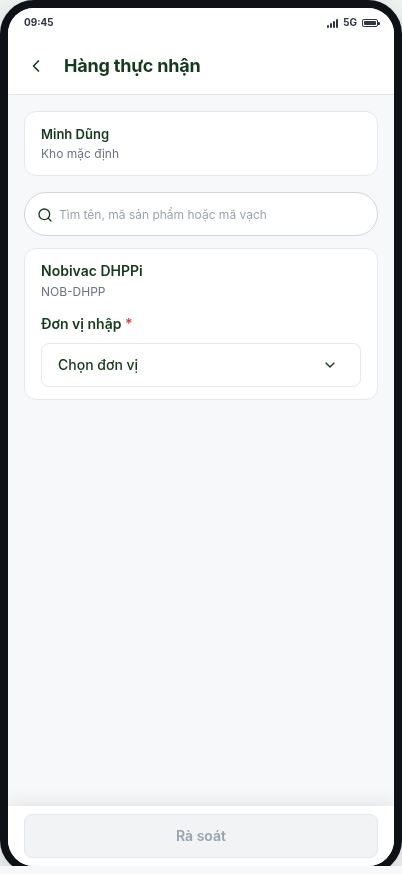 09:45
5G
Hàng thực nhận
Minh Dũng
Kho mặc định
Tìm tên, mã sản phẩm hoặc mã vạch
Nobivac DHPPi
NOB-DHPP
Đơn vị nhập *
Chọn đơn vị
Rà soát